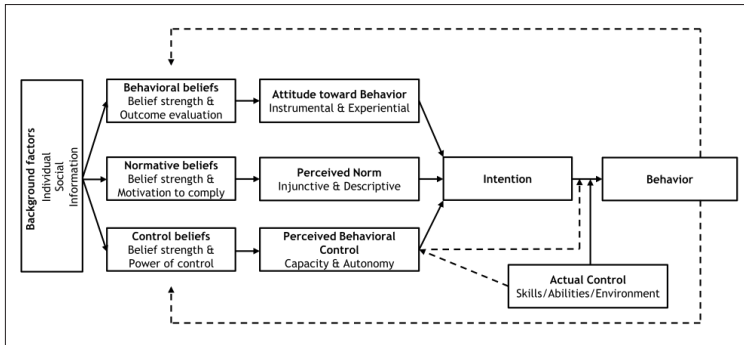 Background factors
Individual
Social
Information
Behavioral beliefs
Belief strength &
Outcome evaluation
Attitude toward Behavior
Instrumental & Experiential
Normative beliefs
Belief strength &
Motivation to comply
Perceived Norm
Injunctive & Descriptive
Intention
Behavior
Control beliefs
Belief strength &
Power of control
Perceived Behavioral
Control
Capacity & Autonomy
Actual Control
Skills/Abilities/Environment